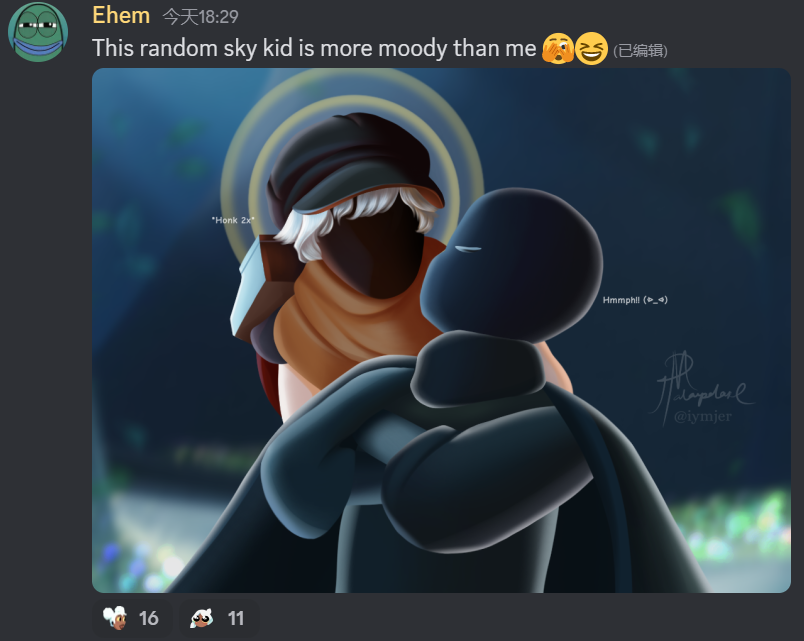 Ehem 今天18:29
This random sky kid is more moody than me 🫣😆 (已编辑)
*Honk 2x*
Hmmph!! (⊳_⊲)
@iymjer
16 11